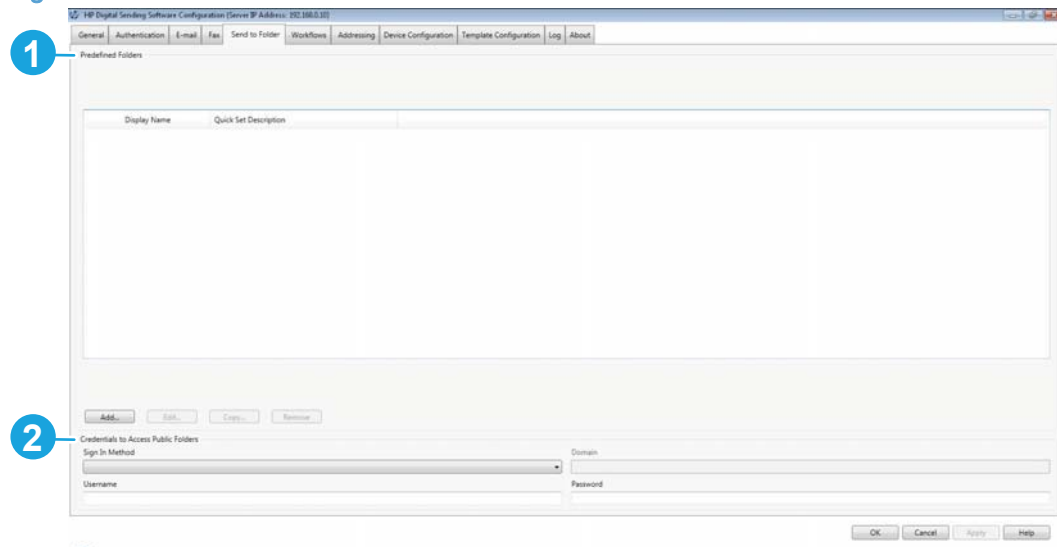 HP Digital Sending Software Configuration (Server IP Address: 192.168.0.10)
General Authentication E-mail Fax Send to Folder Workflows Addressing Device Configuration Template Configuration Log About
1
Predefined Folders
Display Name Quick Set Description
Add... Edit... Copy... Remove
2
Credentials to Access Public Folders
Sign In Method Domain
Username Password
OK Cancel Apply Help